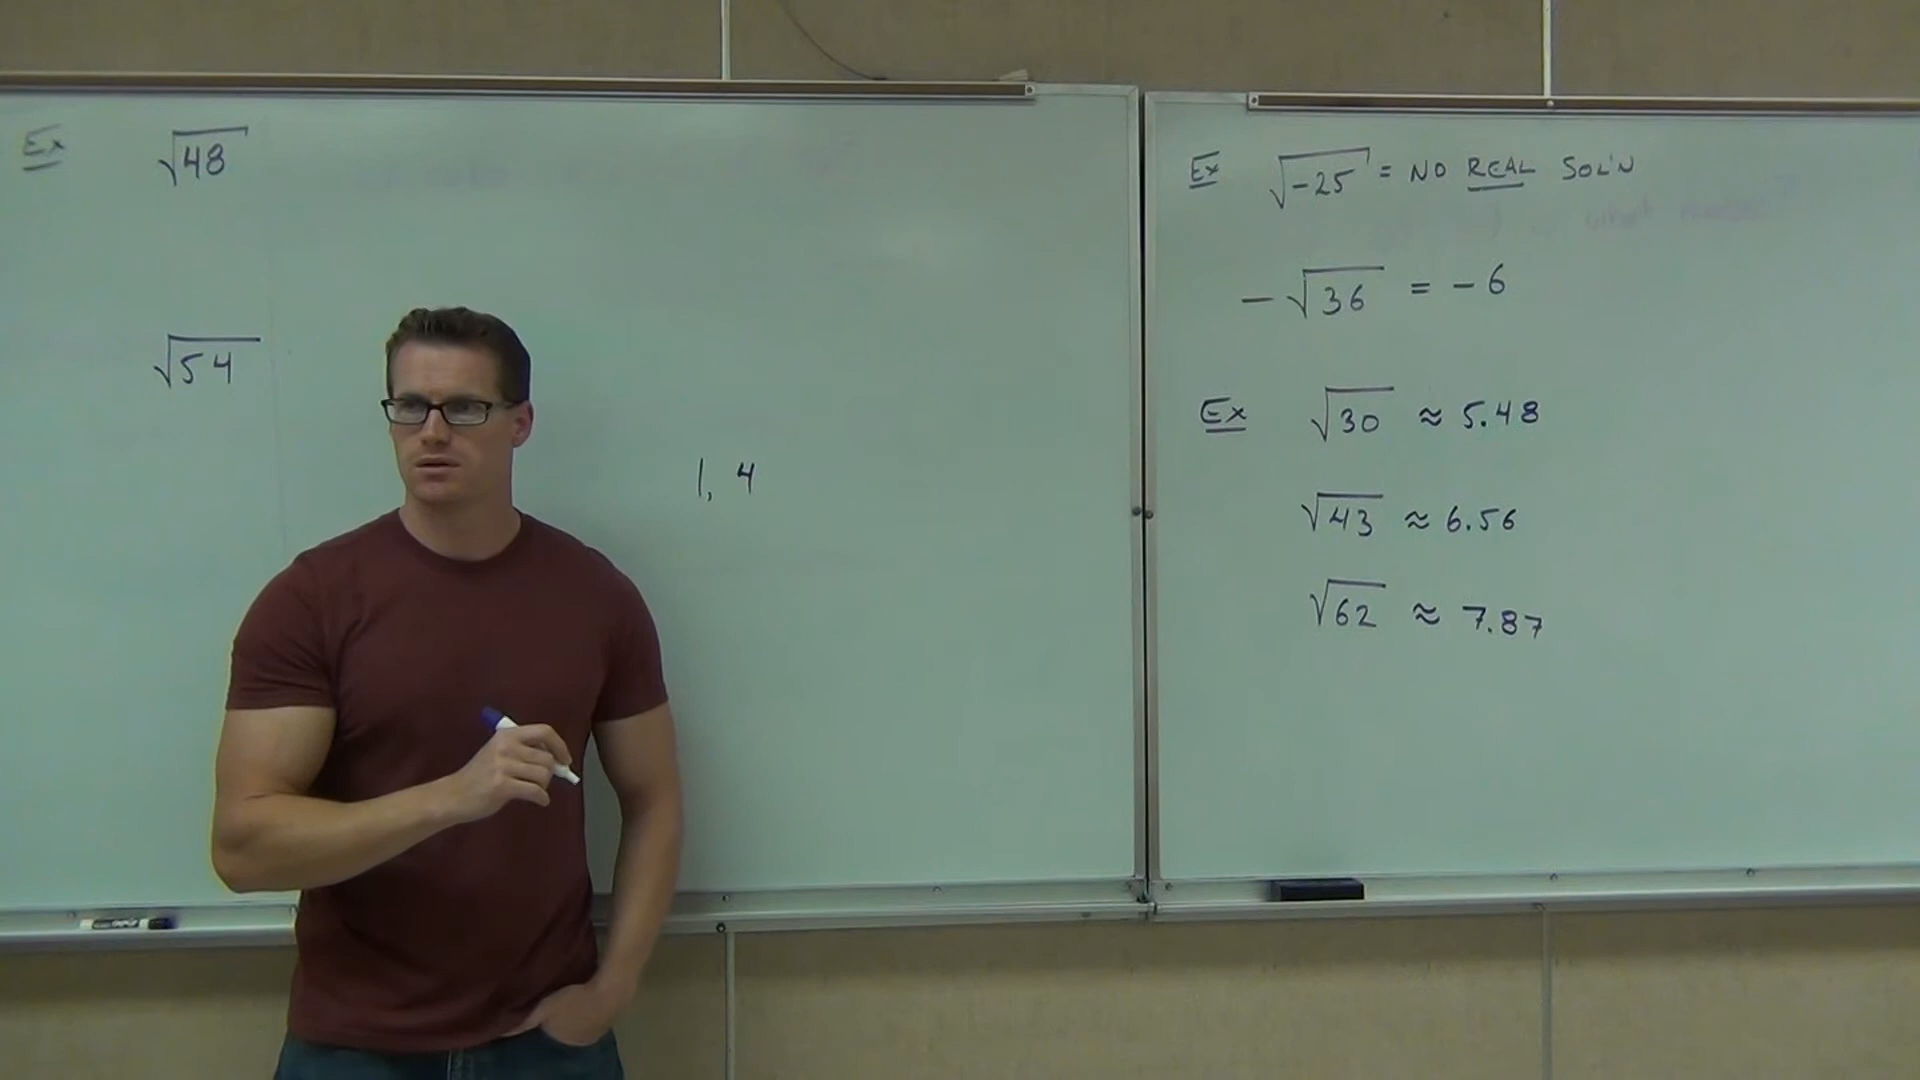 Ex √48
√54
1, 4
Ex √-25 = NO REAL SOL'N
- √36 = - 6
Ex √30 ≈ 5.48
√43 ≈ 6.56
√62 ≈ 7.87